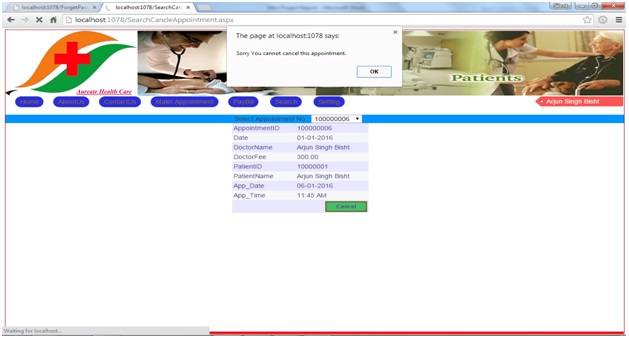 localhost:1078/ForgetPas
localhost:1078/SearchCanc
localhost:1078/SearchCancleAppointment.aspx
The page at localhost:1078 says:
Sorry You cannot cancel this appointment.
OK
Aureate Health Care
Patients
Home
AboutUs
ContactUs
Make Appointment
PayBill
Search
Setting
Arjun Singh Bisht
Select Appointment No. 100000006
AppointmentID 100000006
Date 01-01-2016
DoctorName Arjun Singh Bisht
DoctorFee 300.00
PatientID 10000001
PatientName Arjun Singh Bisht
App_Date 06-01-2016
App_Time 11:45 AM
Cancel
Waiting for localhost...